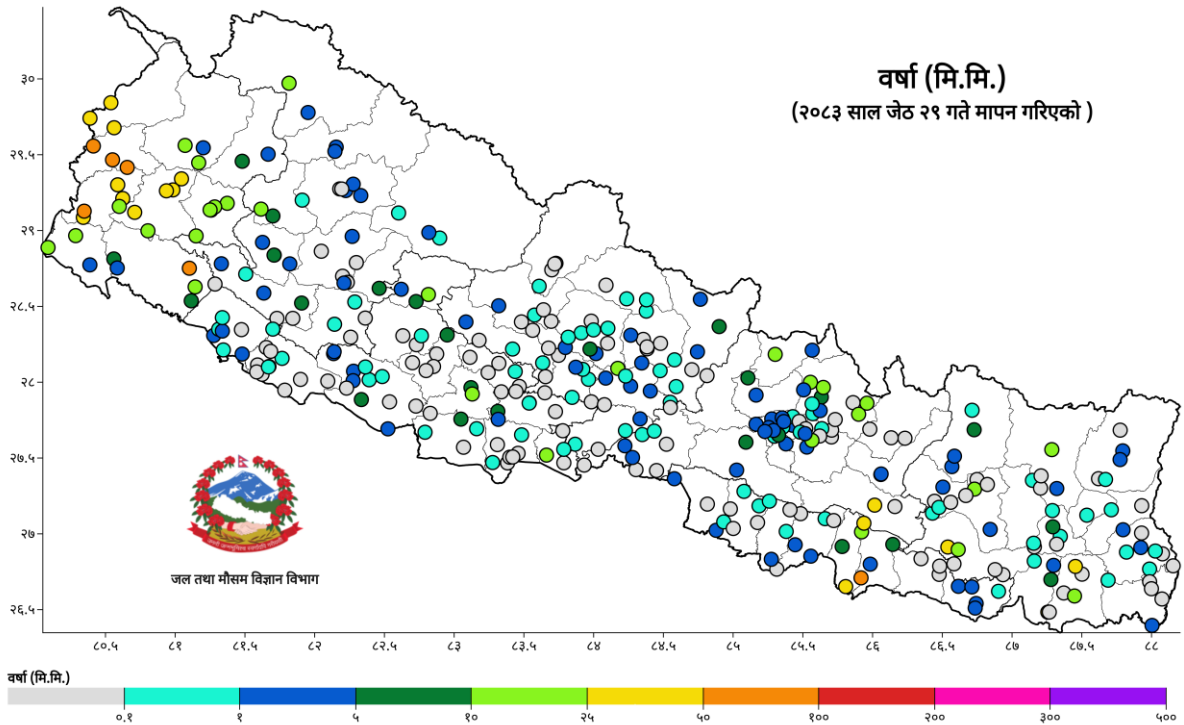 वर्षा (मि.मि.)
(२०८३ साल जेठ २९ गते मापन गरिएको )
३०
२९.५
२९
२८.५
२८
२७.५
२७
२६.५
जल तथा मौसम विज्ञान विभाग
८०.५ ८१ ८१.५ ८२ ८२.५ ८३ ८३.५ ८४ ८४.५ ८५ ८५.५ ८६ ८६.५ ८७ ८७.५ ८८
वर्षा (मि.मि.)
०.१ १ ५ १० २५ ५० १०० २०० ३०० ५००